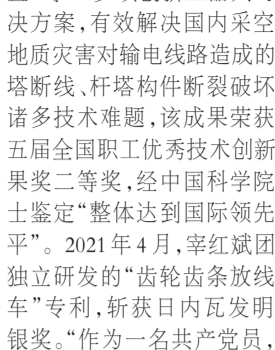 决方案,有效解决国内采空
地质灾害对输电线路造成的
塔断线、杆塔构件断裂破坏
诸多技术难题,该成果荣获
五届全国职工优秀技术创新
果奖二等奖,经中国科学院
士鉴定“整体达到国际领先
平”。2021年4月,宰红斌团
独立研发的“齿轮齿条放线
车”专利,斩获日内瓦发明
银奖。“作为一名共产党员,